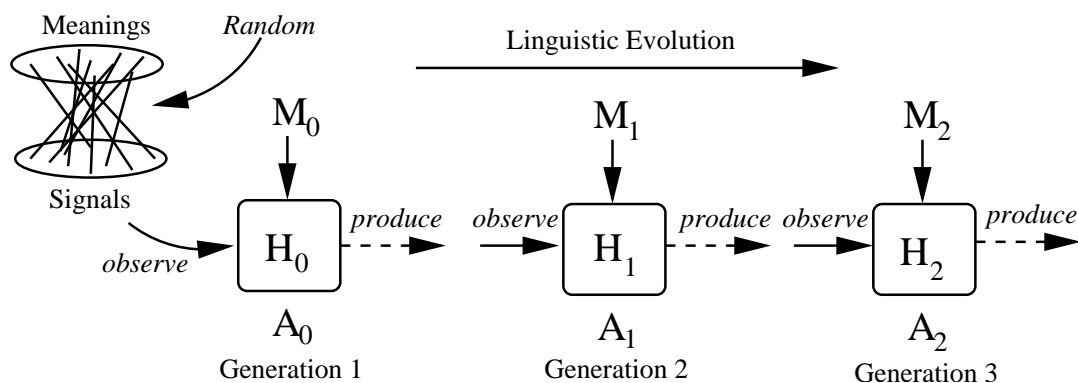 Meanings
Random
Linguistic Evolution
M0
M1
M2
Signals
observe
H0
produce
observe
H1
produce
observe
H2
produce
A0
A1
A2
Generation 1
Generation 2
Generation 3